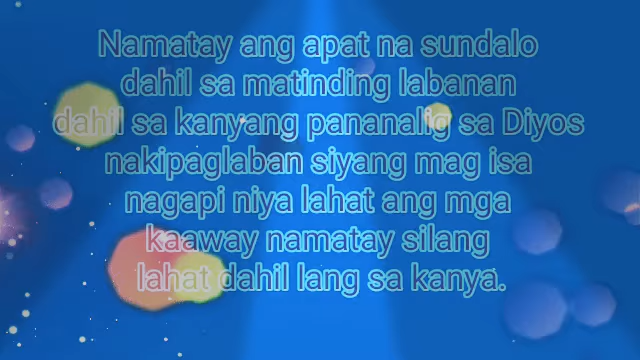 Namatay ang apat na sundalo
dahil sa matinding labanan
dahil sa kanyang pananalig sa Diyos
nakipaglaban siyang mag isa
nagapi niya lahat ang mga
kaaway namatay silang
lahat dahil lang sa kanya.